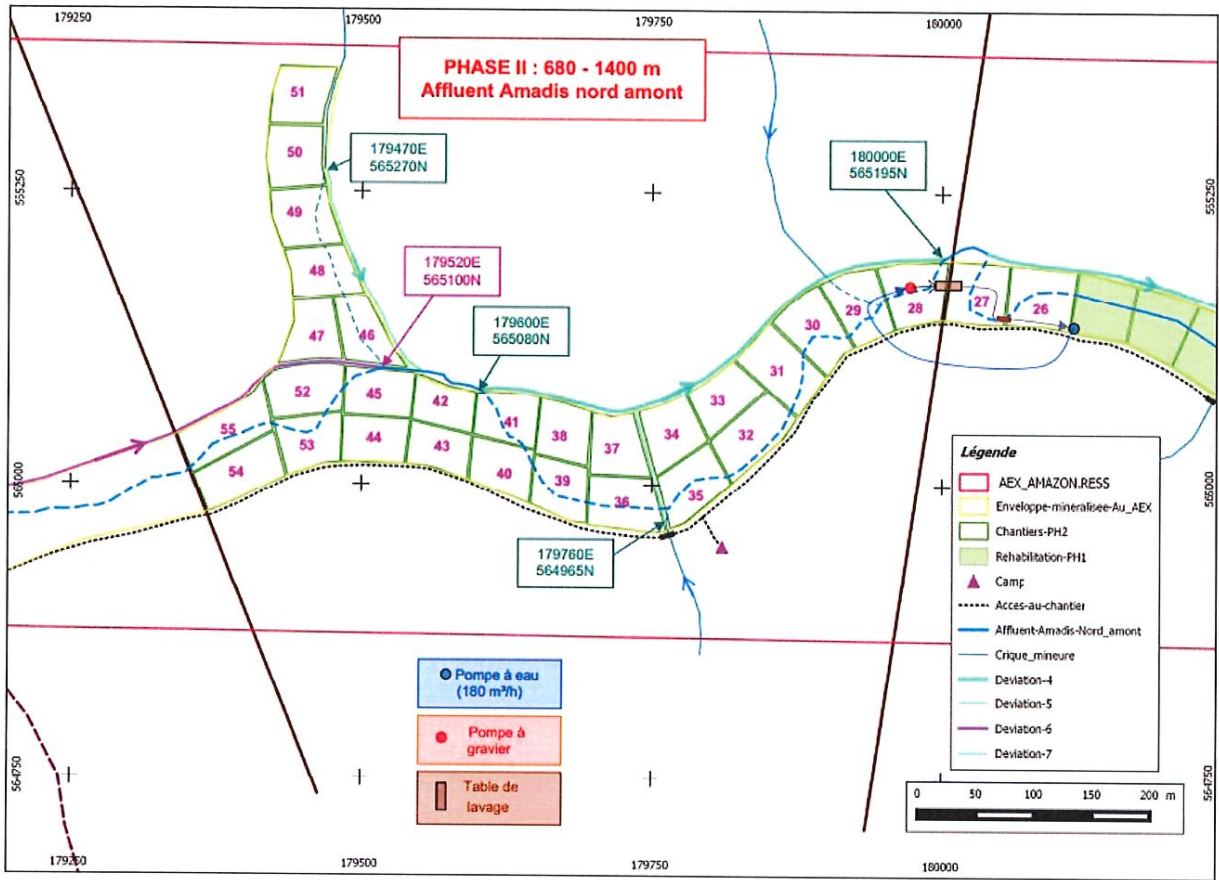 179250
179500
179750
180000
PHASE II : 680 - 1400 m
Affluent Amadis nord amont
51
50
49
48
47
46
179470E
565270N
180000E
565195N
565250
565250
179520E
565100N
179600E
565080N
30
29
28
27
26
31
33
32
34
35
52
45
42
41
38
37
55
53
44
43
40
39
36
54
565000
565000
179760E
564965N
Légende
AEX_AMAZON.RESS
Enveloppe-mineralisee-Au_AEX
Chantiers-PH2
Rehabilitation-PH1
Camp
Acces-au-chantier
Affluent-Amadis-Nord_amont
Crique_mineure
Deviation-4
Deviation-5
Deviation-6
Deviation-7
Pompe à eau
(180 m³/h)
Pompe à
gravier
Table de
lavage
564750
564750
0 50 100 150 200 m
179250
179500
179750
180000